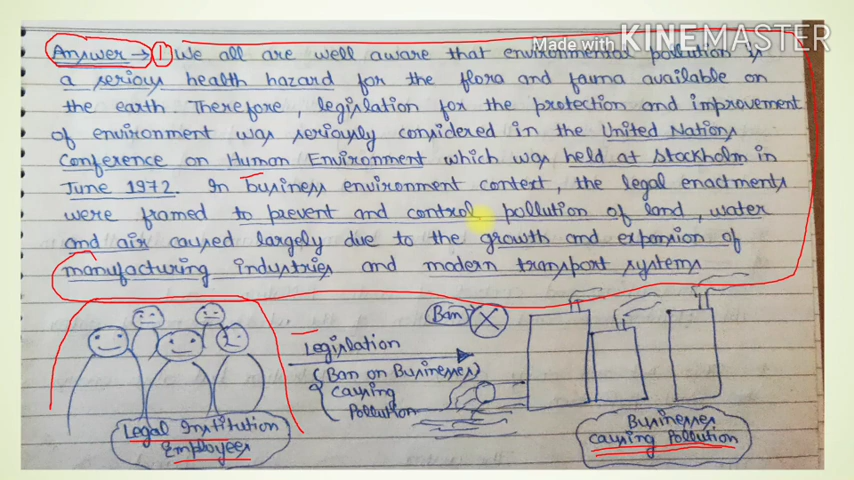 Made with KINEMASTER
Answer → 1 We all are well aware that environmental pollution is
a serious health hazard for the flora and fauna available on
the earth. Therefore, legislation for the protection and improvement
of environment was seriously considered in the United Nations
Conference on Human Environment which was held at Stockholm in
June 1972. In business environment context, the legal enactments
were framed to prevent and control pollution of land, water
and air caused largely due to the growth and expansion of
manufacturing industries and modern transport systems
Ban
Legislation
(Ban on Businesses)
Causing
Pollution
Legal Institution
Employees
Businesses
causing Pollution